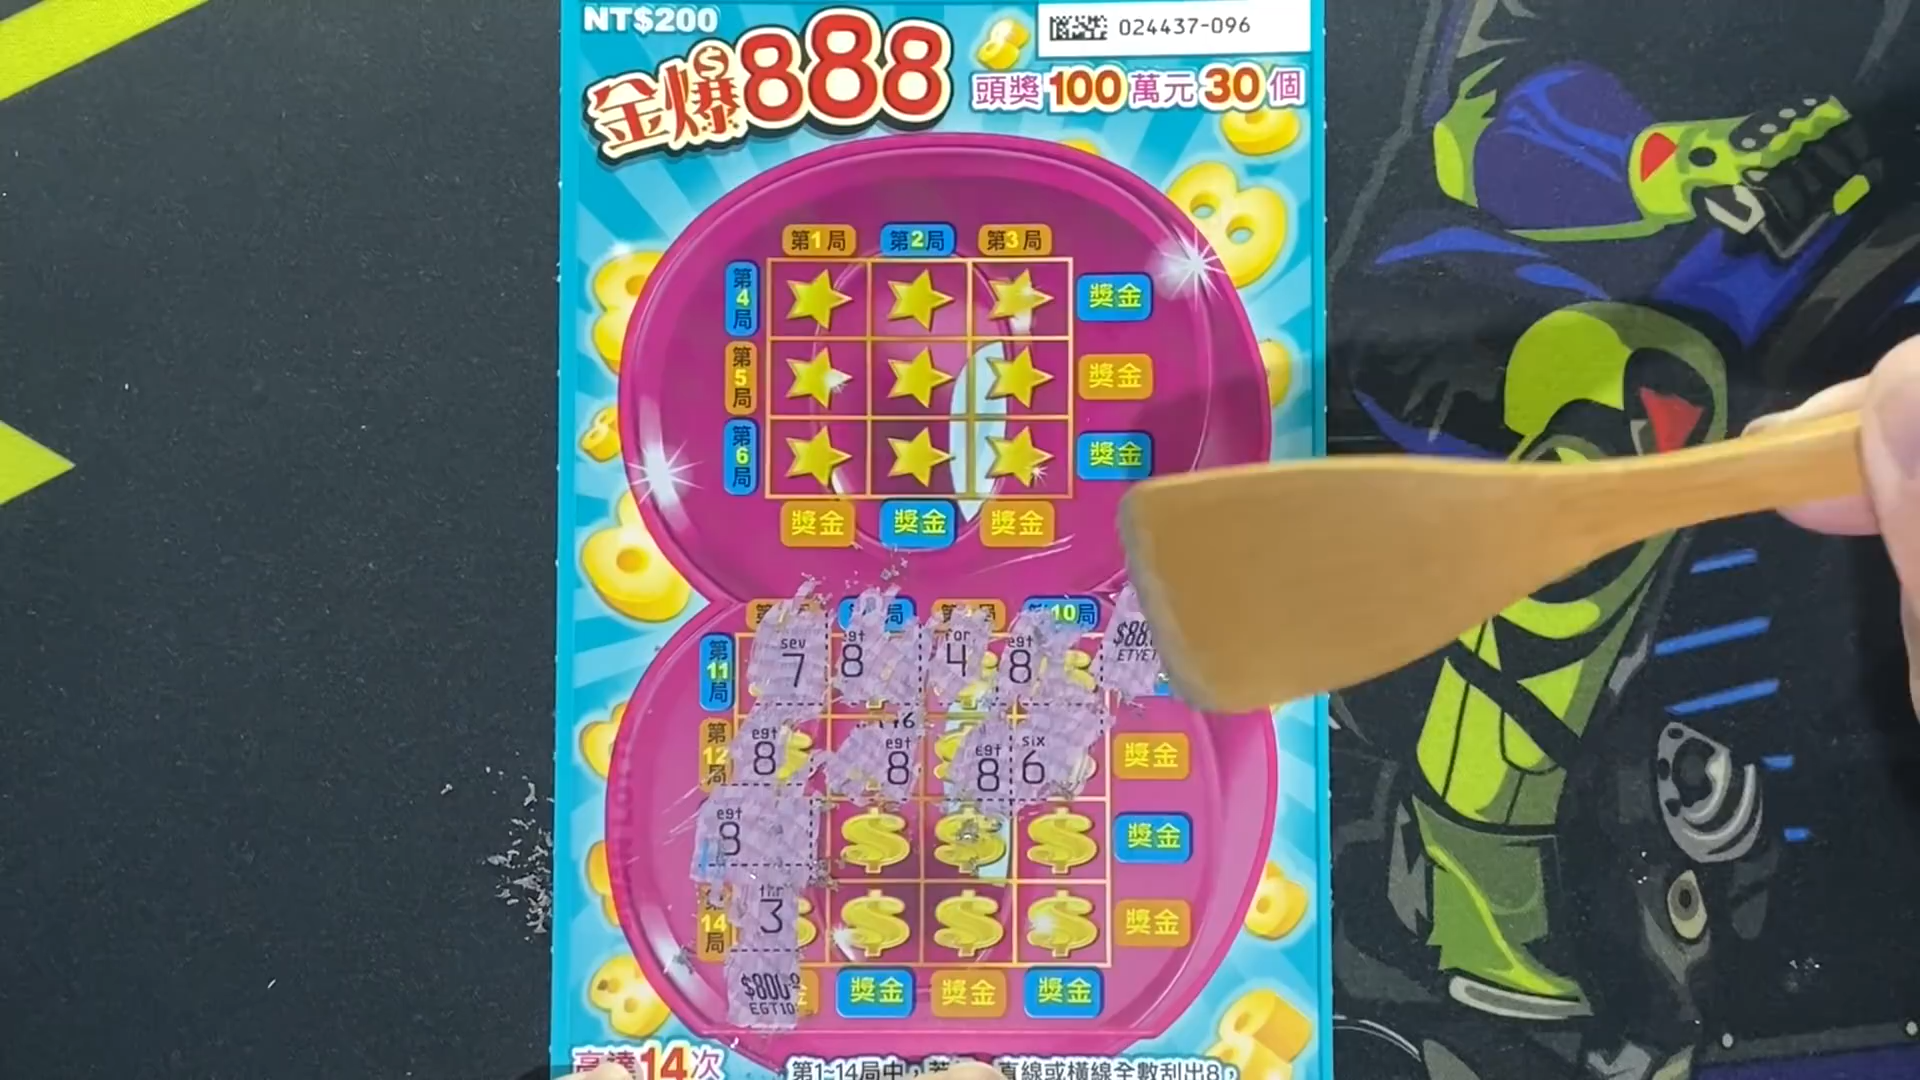 NT$200
024437-096
金爆888
頭獎100萬元30個
第1局 第2局 第3局
第4局 獎金
第5局 獎金
第6局 獎金
獎金 獎金 獎金
局 第10局
第11局
sev egt for egt
7 8 4 8
第12局 獎金
egt egt egt six
8 8 8 6
egt
8 獎金
14局 獎金
3
EGT10
獎金 獎金 獎金
高達14次
第1~14局中，
直線或橫線全數刮出8，